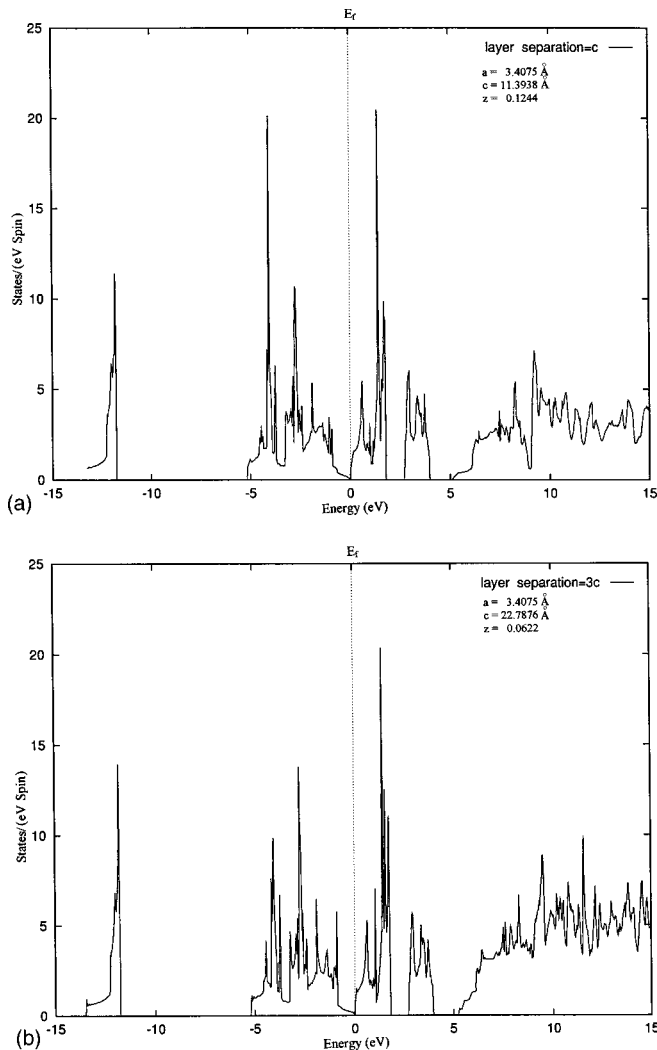 E_f
25
20
15
10
5
0
States/(eV Spin)
layer separation=c
a = 3.4075 Å
c = 11.3938 Å
z = 0.1244
-15 -10 -5 0 5 10 15
Energy (eV)
(a)
E_f
25
20
15
10
5
0
States/(eV Spin)
layer separation=3c
a = 3.4075 Å
c = 22.7876 Å
z = 0.0622
-15 -10 -5 0 5 10 15
Energy (eV)
(b)